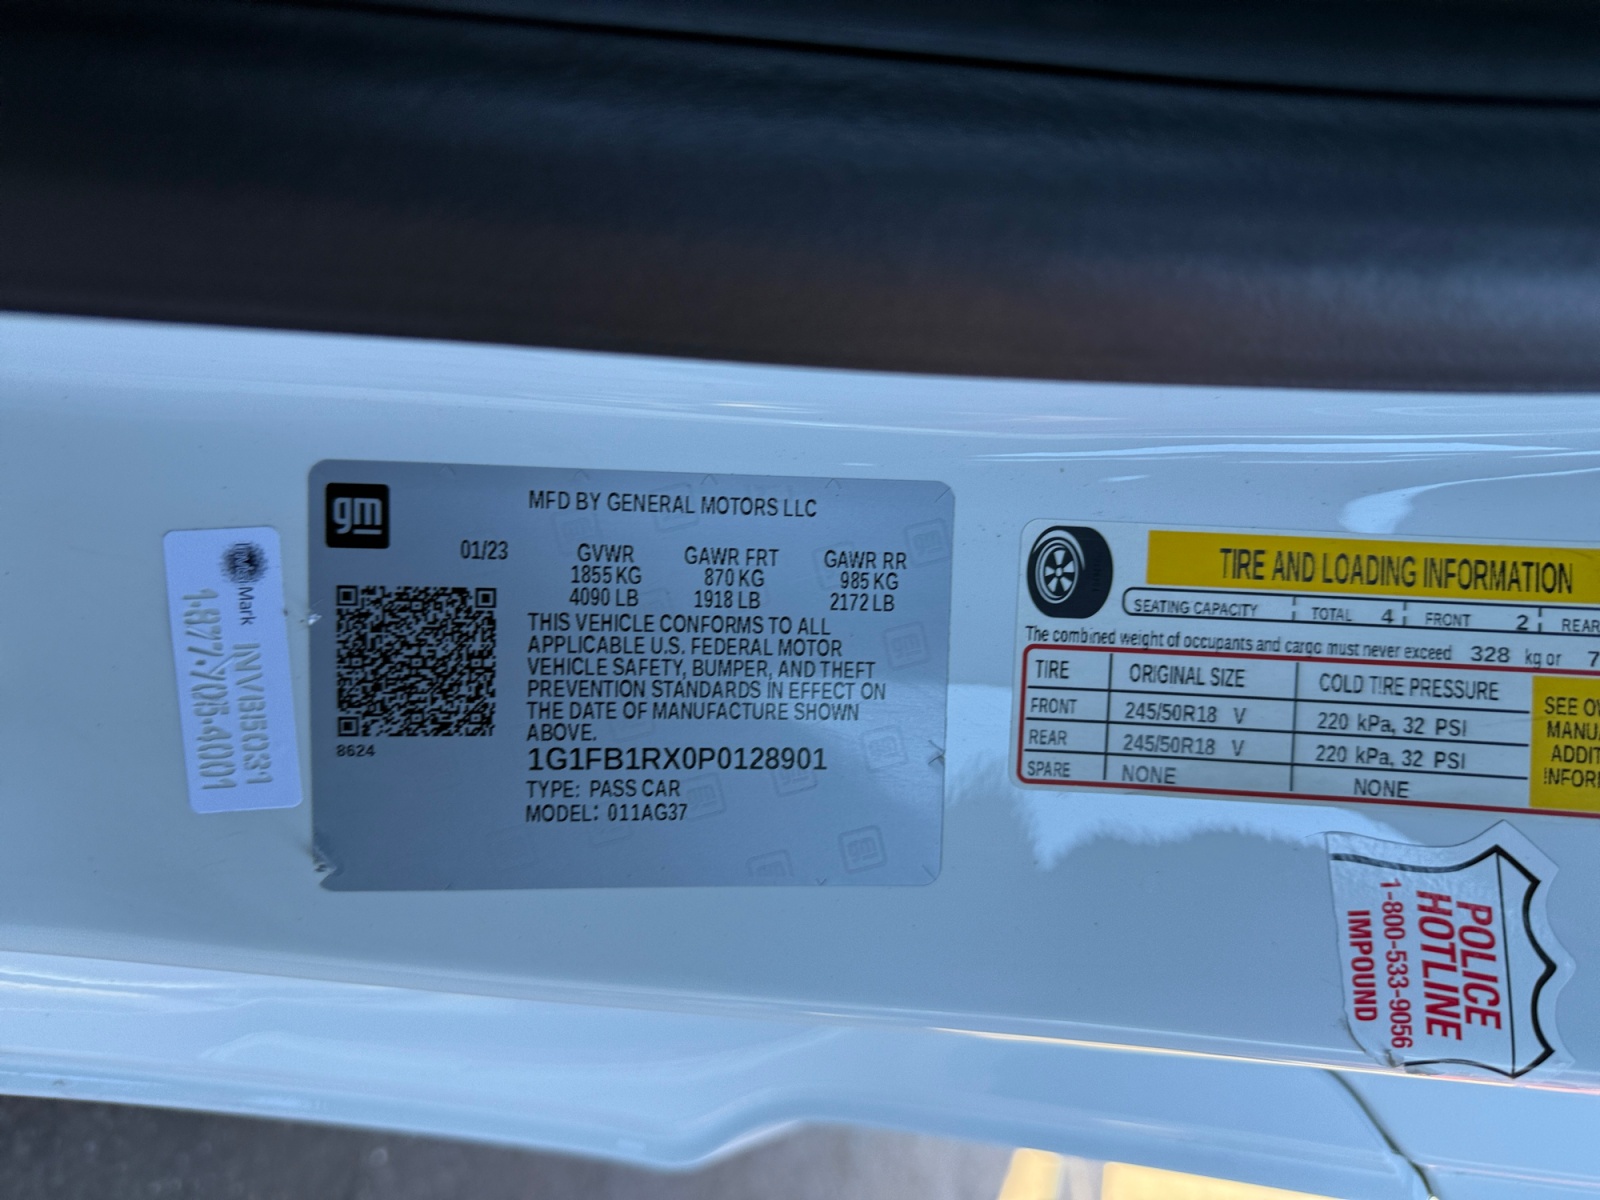 gm
MFD BY GENERAL MOTORS LLC
01/23
GVWR GAWR FRT GAWR RR
1855 KG 870 KG 985 KG
4090 LB 1918 LB 2172 LB
THIS VEHICLE CONFORMS TO ALL
APPLICABLE U.S. FEDERAL MOTOR
VEHICLE SAFETY, BUMPER, AND THEFT
PREVENTION STANDARDS IN EFFECT ON
THE DATE OF MANUFACTURE SHOWN
ABOVE.
8624
1G1FB1RX0P0128901
TYPE: PASS CAR
MODEL: 011AG37
Mark
1·877·705·4001
TIRE AND LOADING INFORMATION
SEATING CAPACITY TOTAL 4 FRONT 2 REAR
The combined weight of occupants and cargo must never exceed 328 kg or 7
TIRE ORIGINAL SIZE COLD TIRE PRESSURE
FRONT 245/50R18 V 220 kPa, 32 PSI
REAR 245/50R18 V 220 kPa, 32 PSI
SPARE NONE NONE
SEE OW
MANU
ADDIT
INFOR
POLICE
HOTLINE
1-800-533-9056
IMPOUND